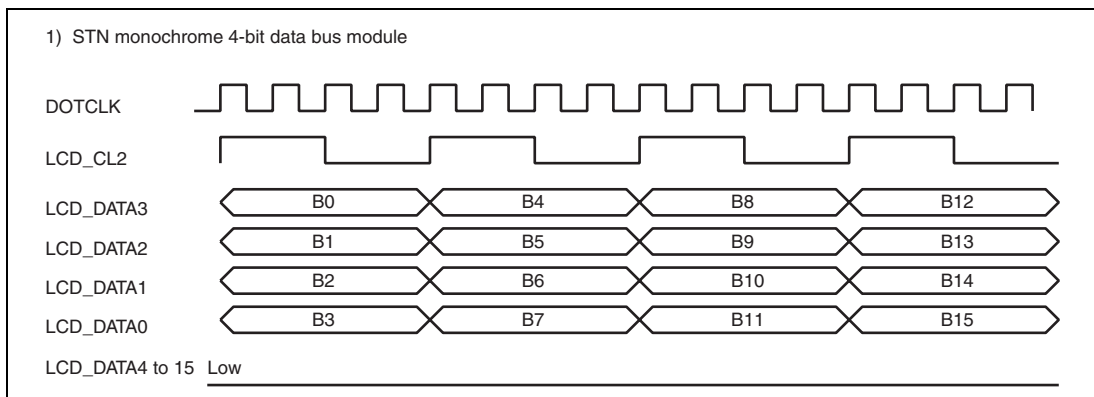 1) STN monochrome 4-bit data bus module
DOTCLK
LCD_CL2
LCD_DATA3 B0 B4 B8 B12
LCD_DATA2 B1 B5 B9 B13
LCD_DATA1 B2 B6 B10 B14
LCD_DATA0 B3 B7 B11 B15
LCD_DATA4 to 15 Low